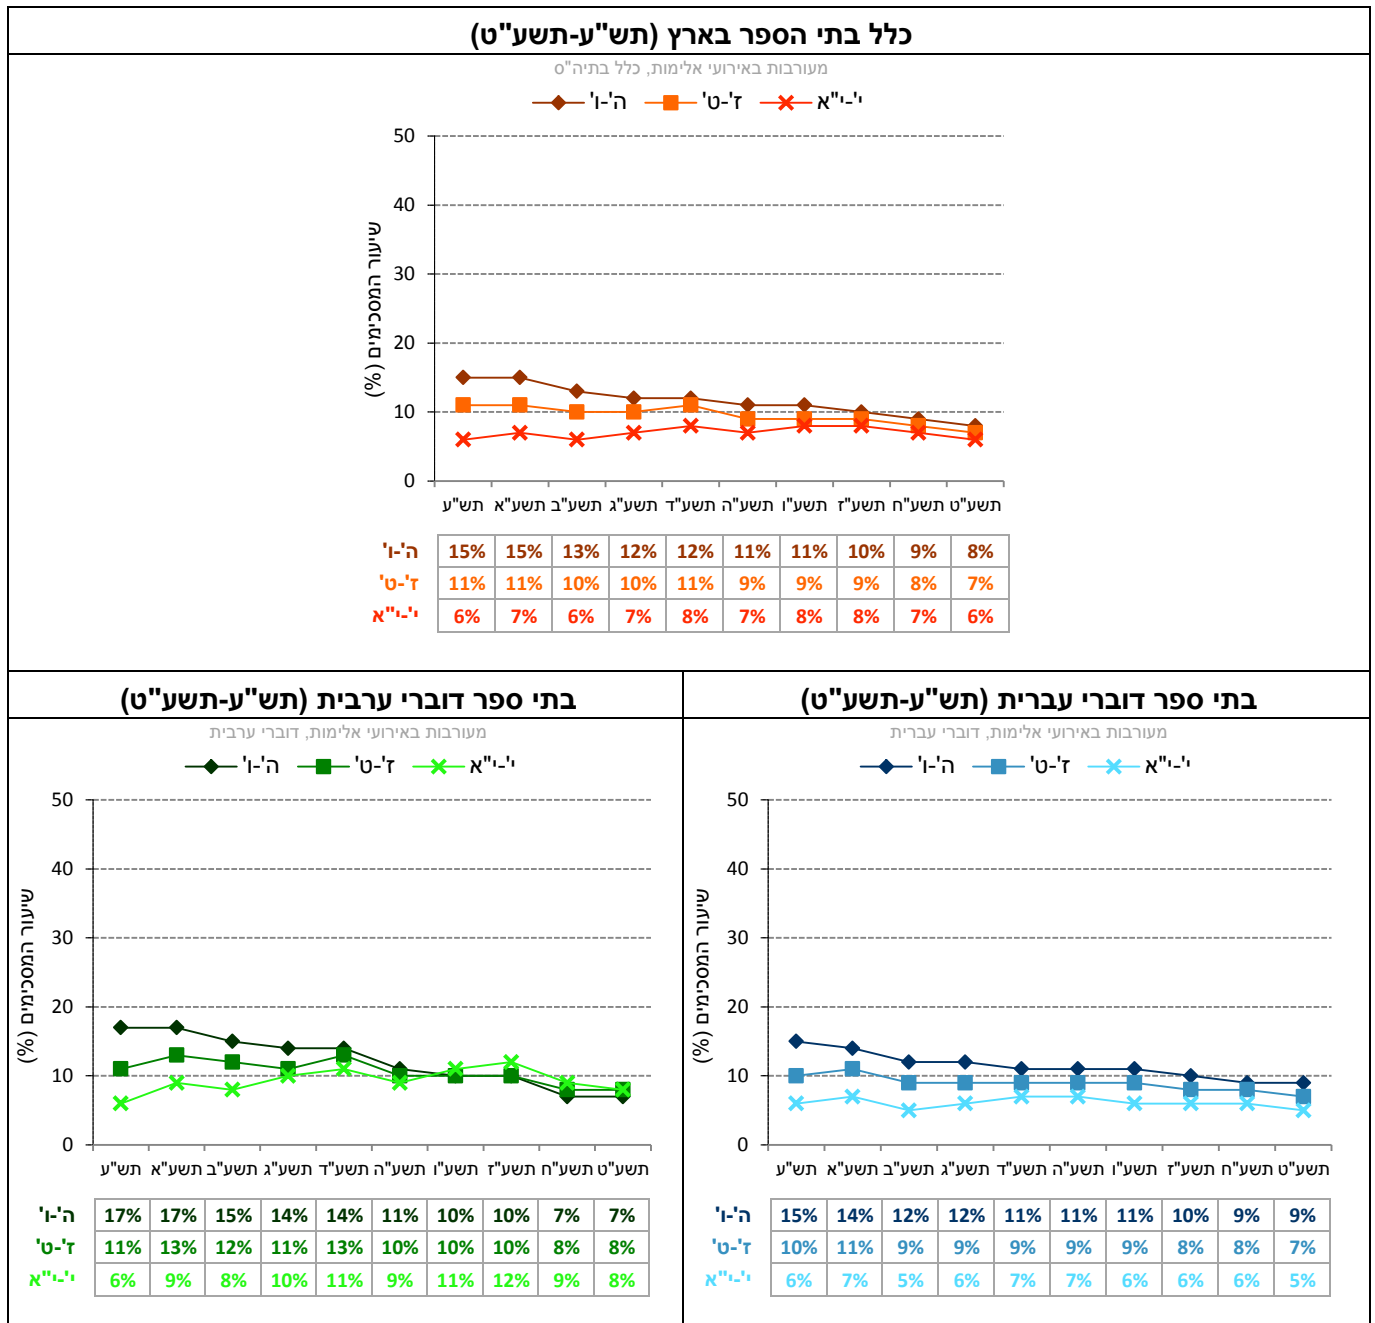 כלל בתי הספר בארץ (תש"ע-תשע"ט)
מעורבות באירועי אלימות, כלל בתיה"ס
ה'-ו' ז'-ט' י'-י"א
שיעור המסכימים (%)
50
40
30
20
10
0
תש"ע תשע"א תשע"ב תשע"ג תשע"ד תשע"ה תשע"ו תשע"ז תשע"ח תשע"ט
ה'-ו' 15% 15% 13% 12% 12% 11% 11% 10% 9% 8%
ז'-ט' 11% 11% 10% 10% 11% 9% 9% 9% 8% 7%
י'-י"א 6% 7% 6% 7% 8% 7% 8% 8% 7% 6%
בתי ספר דוברי עברית (תש"ע-תשע"ט)
מעורבות באירועי אלימות, דוברי עברית
ה'-ו' ז'-ט' י'-י"א
שיעור המסכימים (%)
50
40
30
20
10
0
תש"ע תשע"א תשע"ב תשע"ג תשע"ד תשע"ה תשע"ו תשע"ז תשע"ח תשע"ט
ה'-ו' 15% 14% 12% 12% 11% 11% 11% 10% 9% 9%
ז'-ט' 10% 11% 9% 9% 9% 9% 9% 8% 8% 7%
י'-י"א 6% 7% 5% 6% 7% 7% 6% 6% 6% 5%
בתי ספר דוברי ערבית (תש"ע-תשע"ט)
מעורבות באירועי אלימות, דוברי ערבית
ה'-ו' ז'-ט' י'-י"א
שיעור המסכימים (%)
50
40
30
20
10
0
תש"ע תשע"א תשע"ב תשע"ג תשע"ד תשע"ה תשע"ו תשע"ז תשע"ח תשע"ט
ה'-ו' 17% 17% 15% 14% 14% 11% 10% 10% 7% 7%
ז'-ט' 11% 13% 12% 11% 13% 10% 10% 10% 8% 8%
י'-י"א 6% 9% 8% 10% 11% 9% 11% 12% 9% 8%